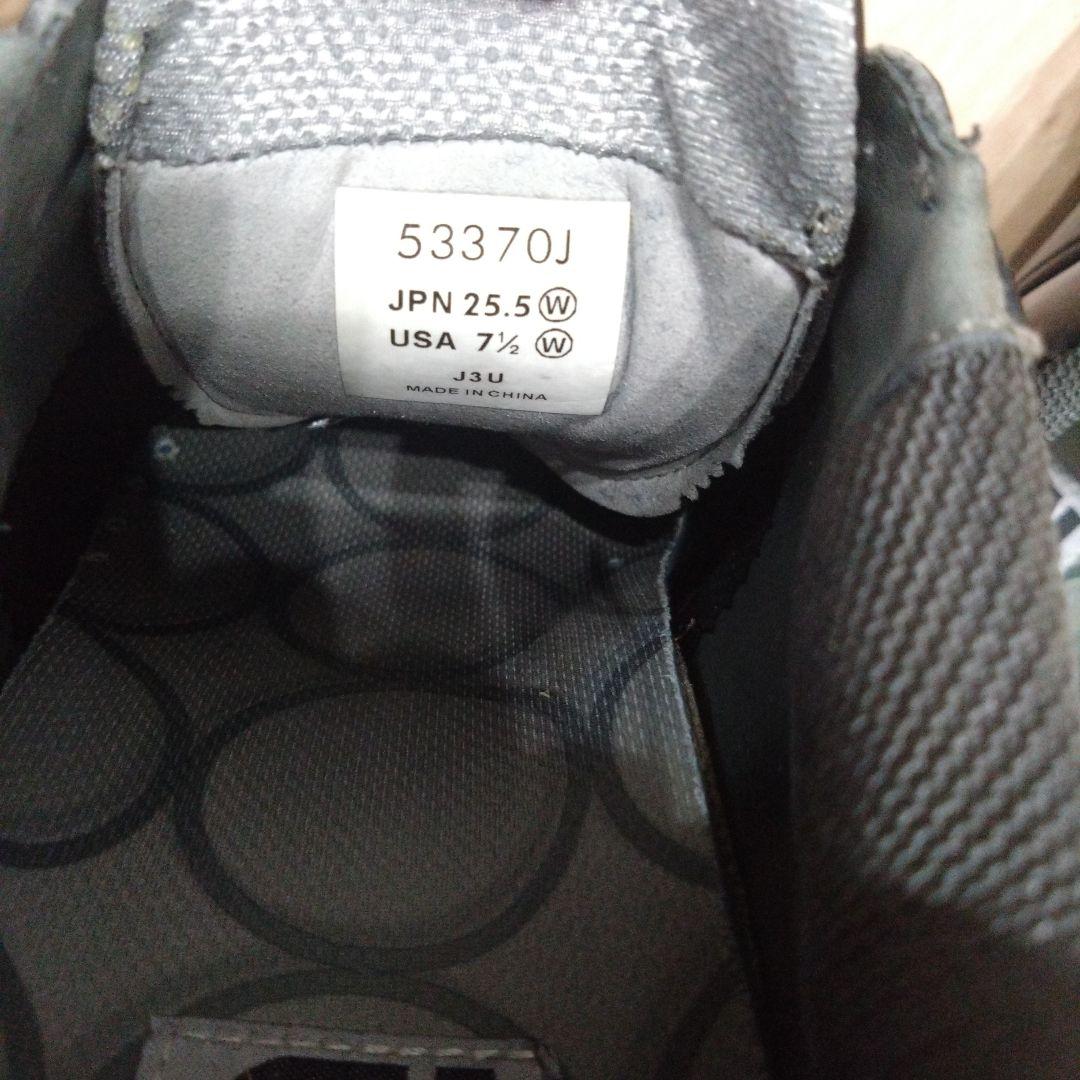 53370J
JPN 25.5 Ⓦ
USA 7½ Ⓦ
J3U
MADE IN CHINA